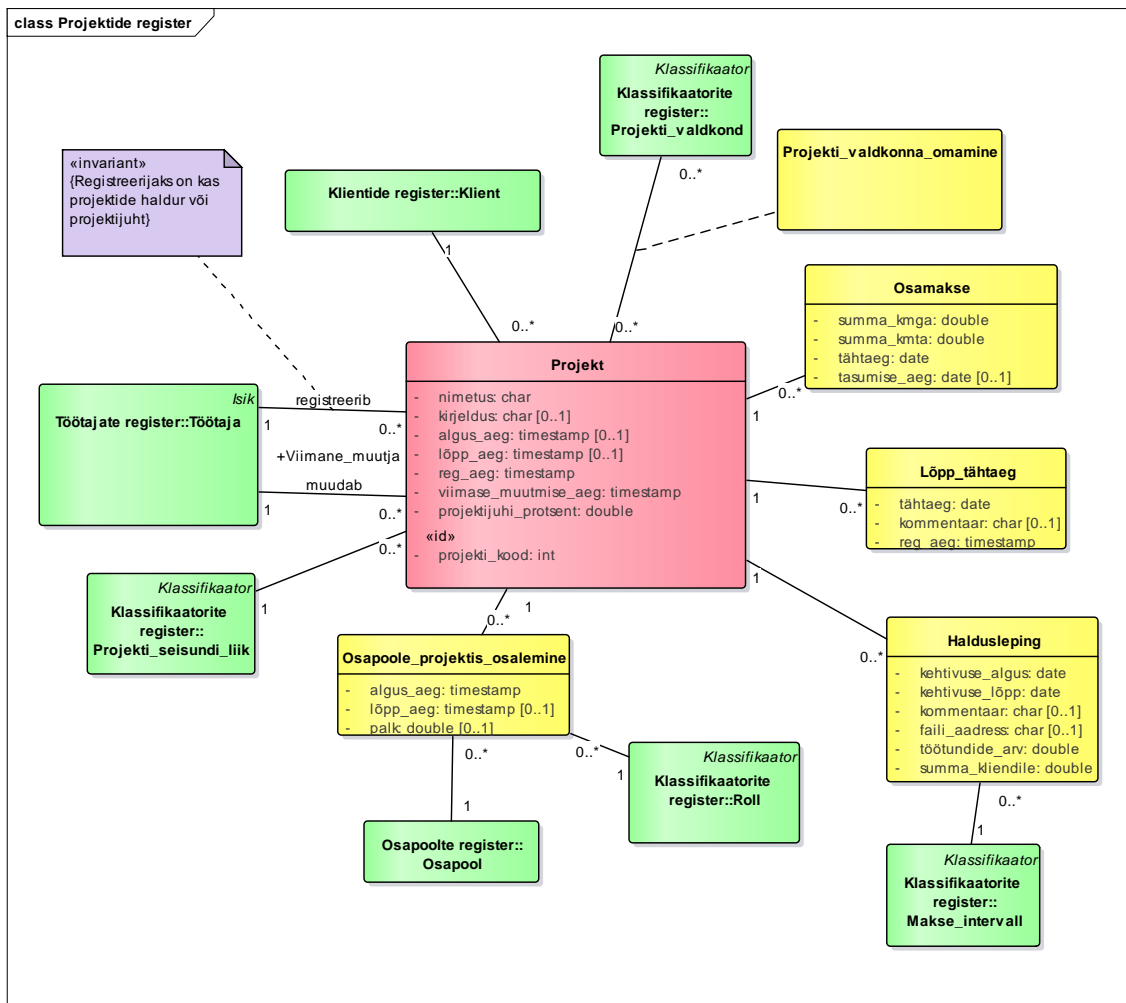 class Projektide register
Klassifikaator
Klassifikaatorite
register::
Projekti_valdkond
0..*
Projekti_valdkonna_omamine
«invariant»
{Registreerijaks on kas
projektide haldur või
projektijuht}
Klientide register::Klient
1
0..*
0..*
Osamakse
- summa_kmga: double
- summa_kmta: double
- tähtaeg: date
- tasumise_aeg: date [0..1]
0..*
1
Projekt
- nimetus: char
- kirjeldus: char [0..1]
- algus_aeg: timestamp [0..1]
- lõpp_aeg: timestamp [0..1]
- reg_aeg: timestamp
- viimase_muutmise_aeg: timestamp
- projektijuhi_protsent: double
«id»
- projekti_kood: int
Isik
Töötajate register::Töötaja
registreerib
1
0..*
+Viimane_muutja
muudab
1
0..*
Lõpp_tähtaeg
- tähtaeg: date
- kommentaar: char [0..1]
- reg_aeg: timestamp
1
0..*
0..*
1
Klassifikaator
Klassifikaatorite
register::
Projekti_seisundi_liik
1
0..*
1
0..*
Haldusleping
- kehtivuse_algus: date
- kehtivuse_lõpp: date
- kommentaar: char [0..1]
- faili_aadress: char [0..1]
- töötundide_arv: double
- summa_kliendile: double
Osapoole_projektis_osalemine
- algus_aeg: timestamp
- lõpp_aeg: timestamp [0..1]
- palk: double [0..1]
0..*
0..*
1
Klassifikaator
Klassifikaatorite
register::Roll
1
Osapoolte register::
Osapool
0..*
1
Klassifikaator
Klassifikaatorite
register::
Makse_intervall